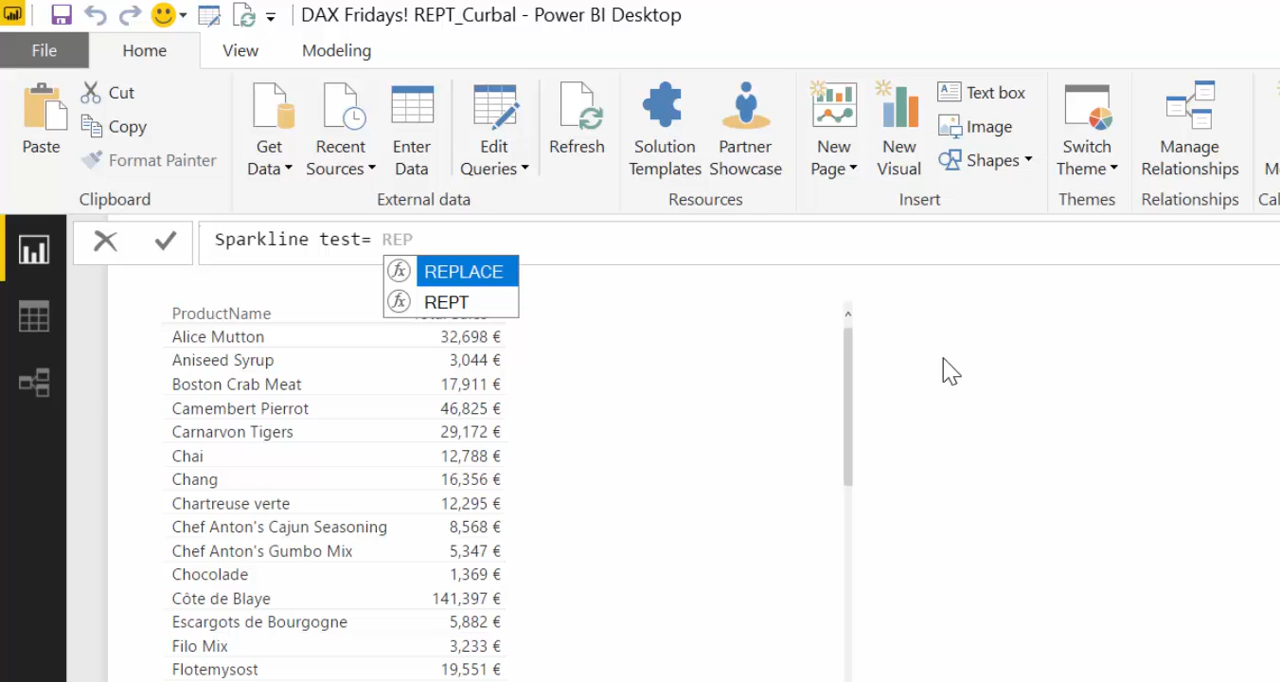 DAX Fridays! REPT_Curbal - Power BI Desktop
File Home View Modeling
Paste
Cut
Copy
Format Painter
Get Data
Recent Sources
Enter Data
Edit Queries
Refresh
Solution Templates
Partner Showcase
New Page
New Visual
Text box
Image
Shapes
Switch Theme
Manage Relationships
Clipboard External data Resources Insert Themes Relationships
Sparkline test= REP
REPLACE
REPT
ProductName
Alice Mutton 32,698 €
Aniseed Syrup 3,044 €
Boston Crab Meat 17,911 €
Camembert Pierrot 46,825 €
Carnarvon Tigers 29,172 €
Chai 12,788 €
Chang 16,356 €
Chartreuse verte 12,295 €
Chef Anton's Cajun Seasoning 8,568 €
Chef Anton's Gumbo Mix 5,347 €
Chocolade 1,369 €
Côte de Blaye 141,397 €
Escargots de Bourgogne 5,882 €
Filo Mix 3,233 €
Flotemysost 19,551 €